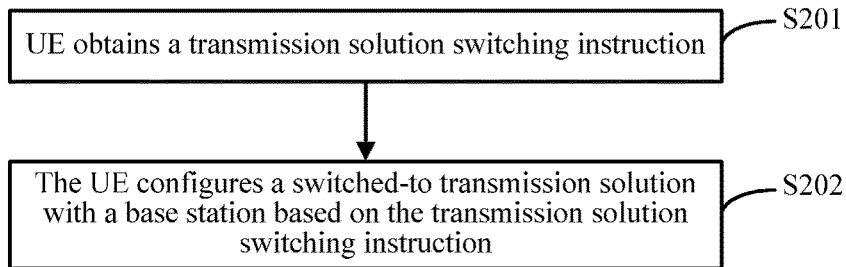 UE obtains a transmission solution switching instruction
S201
The UE configures a switched-to transmission solution
with a base station based on the transmission solution
switching instruction
S202